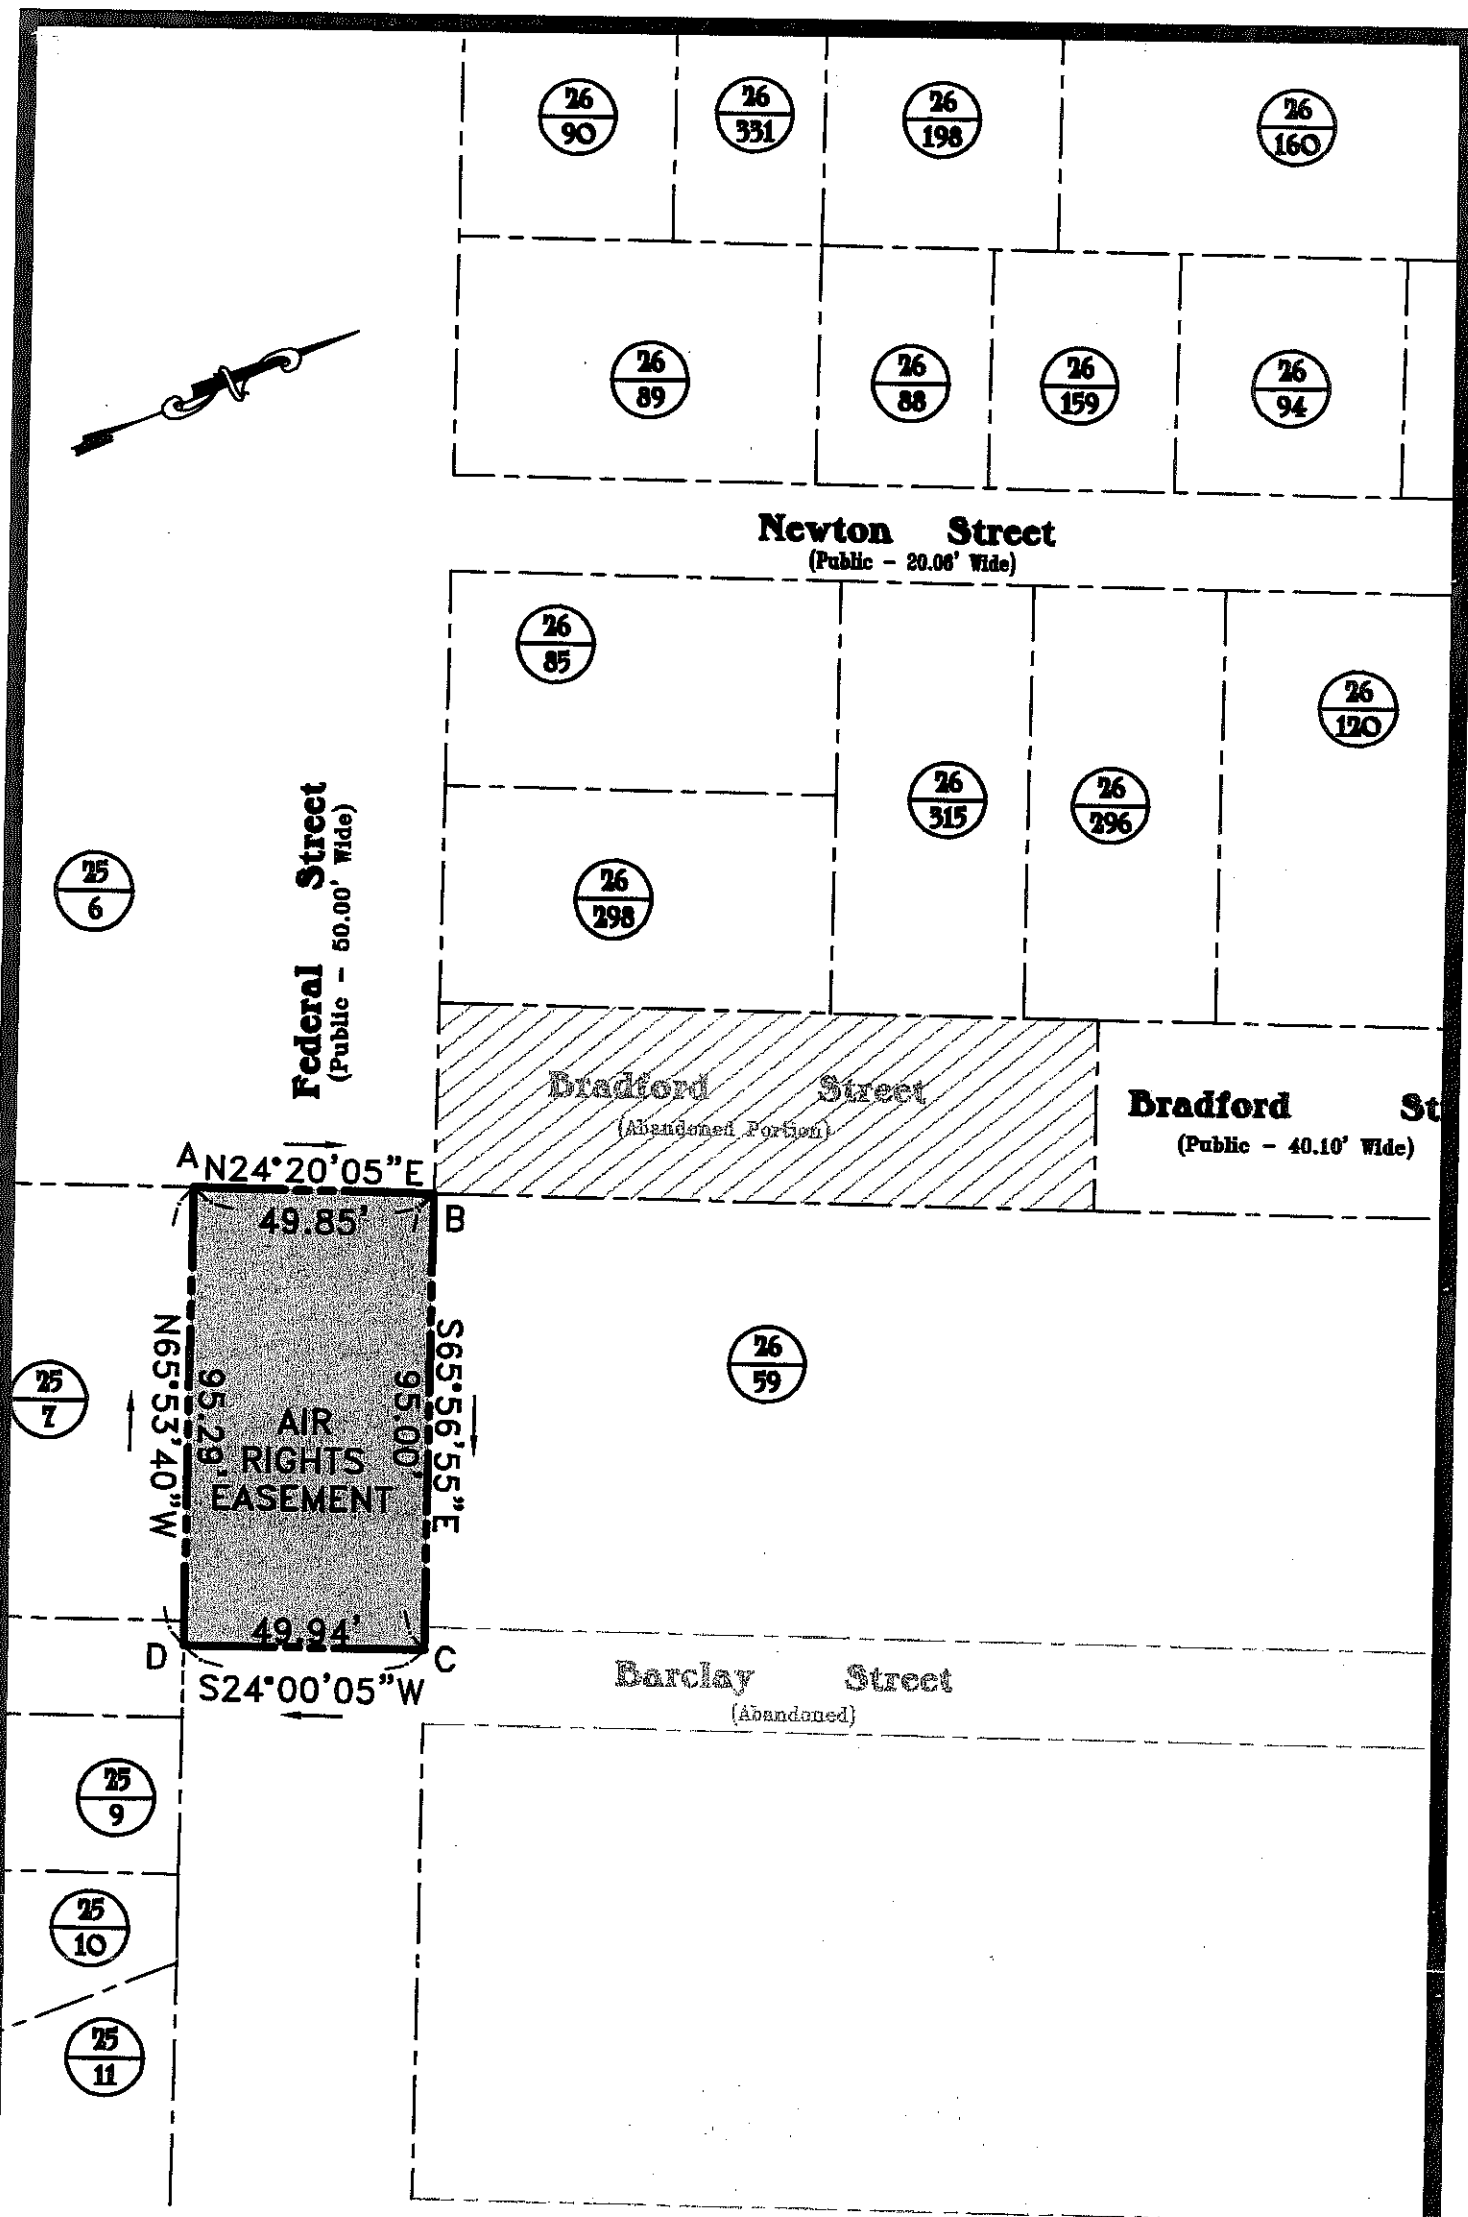 26
90
26
331
26
198
26
160
26
89
26
88
26
159
26
94
Newton Street
(Public - 20.06' Wide)
26
85
26
120
26
315
26
296
25
6
26
298
Federal Street
(Public - 50.00' Wide)
Bradford Street
(Abandoned Portion)
Bradford St
(Public - 40.10' Wide)
A
N24°20'05"E
49.85'
B
N65°53'40"W
95.29'
S65°56'55"E
95.00'
26
59
25
7
AIR
RIGHTS
EASEMENT
49.94'
D
C
S24°00'05"W
Barclay Street
(Abandoned)
25
9
25
10
25
11